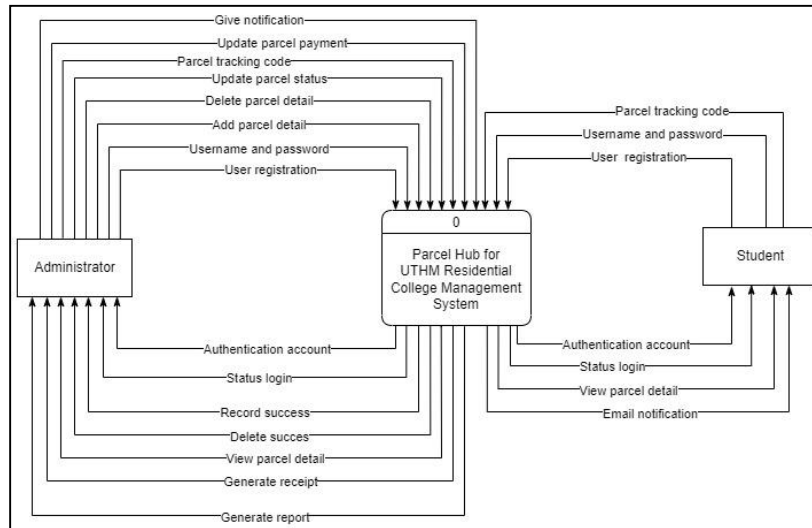 Give notification
Update parcel payment
Parcel tracking code
Update parcel status
Delete parcel detail
Add parcel detail
Username and password
User registration
Parcel tracking code
Username and password
User registration
0
Parcel Hub for
UTHM Residential
College Management
System
Administrator
Student
Authentication account
Status login
Record success
Delete succes
View parcel detail
Generate receipt
Generate report
Authentication account
Status login
View parcel detail
Email notification